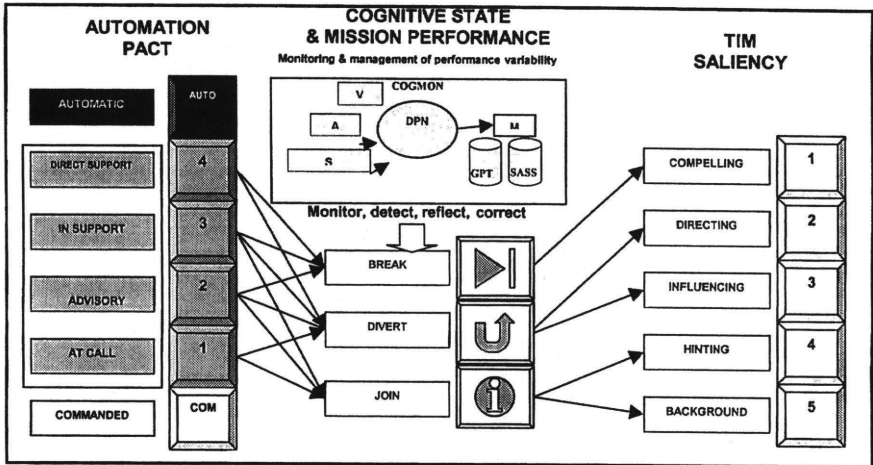 AUTOMATION
PACT
COGNITIVE STATE
& MISSION PERFORMANCE
Monitoring & management of performance variability
TIM
SALIENCY
AUTOMATIC
AUTO
DIRECT SUPPORT
4
IN SUPPORT
3
ADVISORY
2
AT CALL
1
COMMANDED
COM
V
COGMON
DPN
A
M
S
GPT
SASS
Monitor, detect, reflect, correct
BREAK
DIVERT
JOIN
i
COMPELLING
1
DIRECTING
2
INFLUENCING
3
HINTING
4
BACKGROUND
5